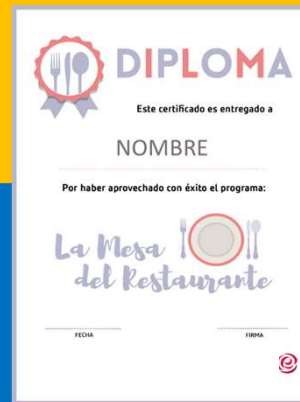 DIPLOMA
Este certificado es entregado a
NOMBRE
Por haber aprovechado con éxito el programa:
La Mesa
del Restaurante
FECHA FIRMA